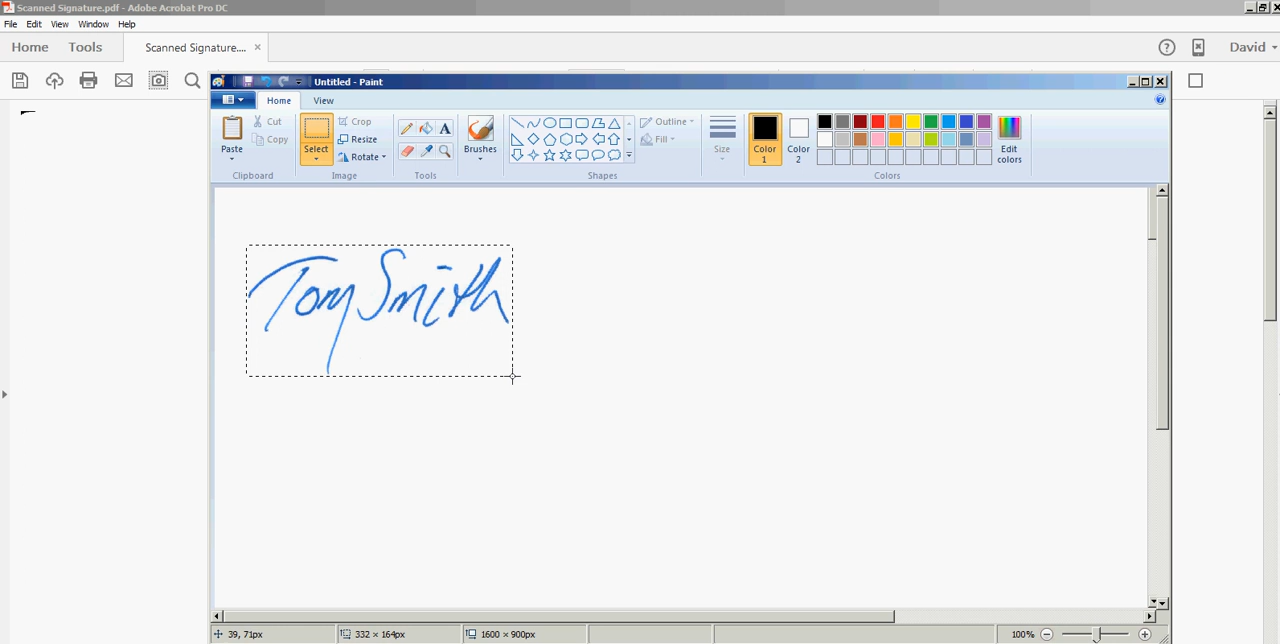 Scanned Signature.pdf - Adobe Acrobat Pro DC
File Edit View Window Help
Home Tools Scanned Signature.... × David
Untitled - Paint
Home View
Paste Cut Copy Select Crop Resize Rotate A Brushes Outline Fill Size Color 1 Color 2 Edit colors
Clipboard Image Tools Shapes Colors
Tom Smith
39, 71px 332 × 164px 1600 × 900px 100%